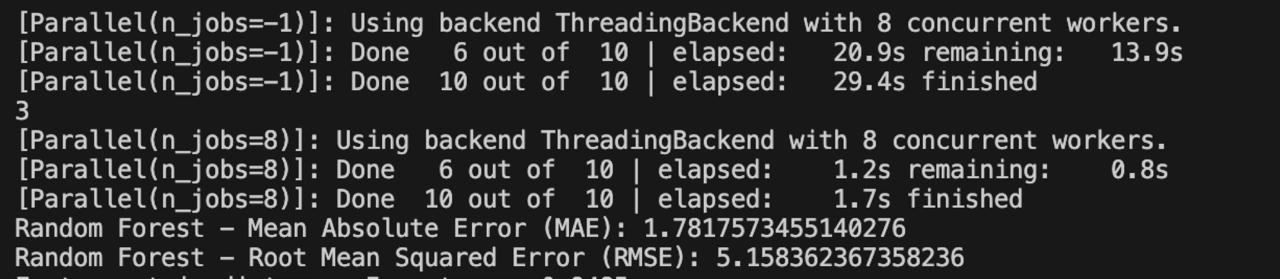 [Parallel(n_jobs=-1)]: Using backend ThreadingBackend with 8 concurrent workers.
[Parallel(n_jobs=-1)]: Done   6 out of  10 | elapsed:   20.9s remaining:   13.9s
[Parallel(n_jobs=-1)]: Done  10 out of  10 | elapsed:   29.4s finished
3
[Parallel(n_jobs=8)]: Using backend ThreadingBackend with 8 concurrent workers.
[Parallel(n_jobs=8)]: Done   6 out of  10 | elapsed:    1.2s remaining:    0.8s
[Parallel(n_jobs=8)]: Done  10 out of  10 | elapsed:    1.7s finished
Random Forest - Mean Absolute Error (MAE): 1.7817573455140276
Random Forest - Root Mean Squared Error (RMSE): 5.158362367358236